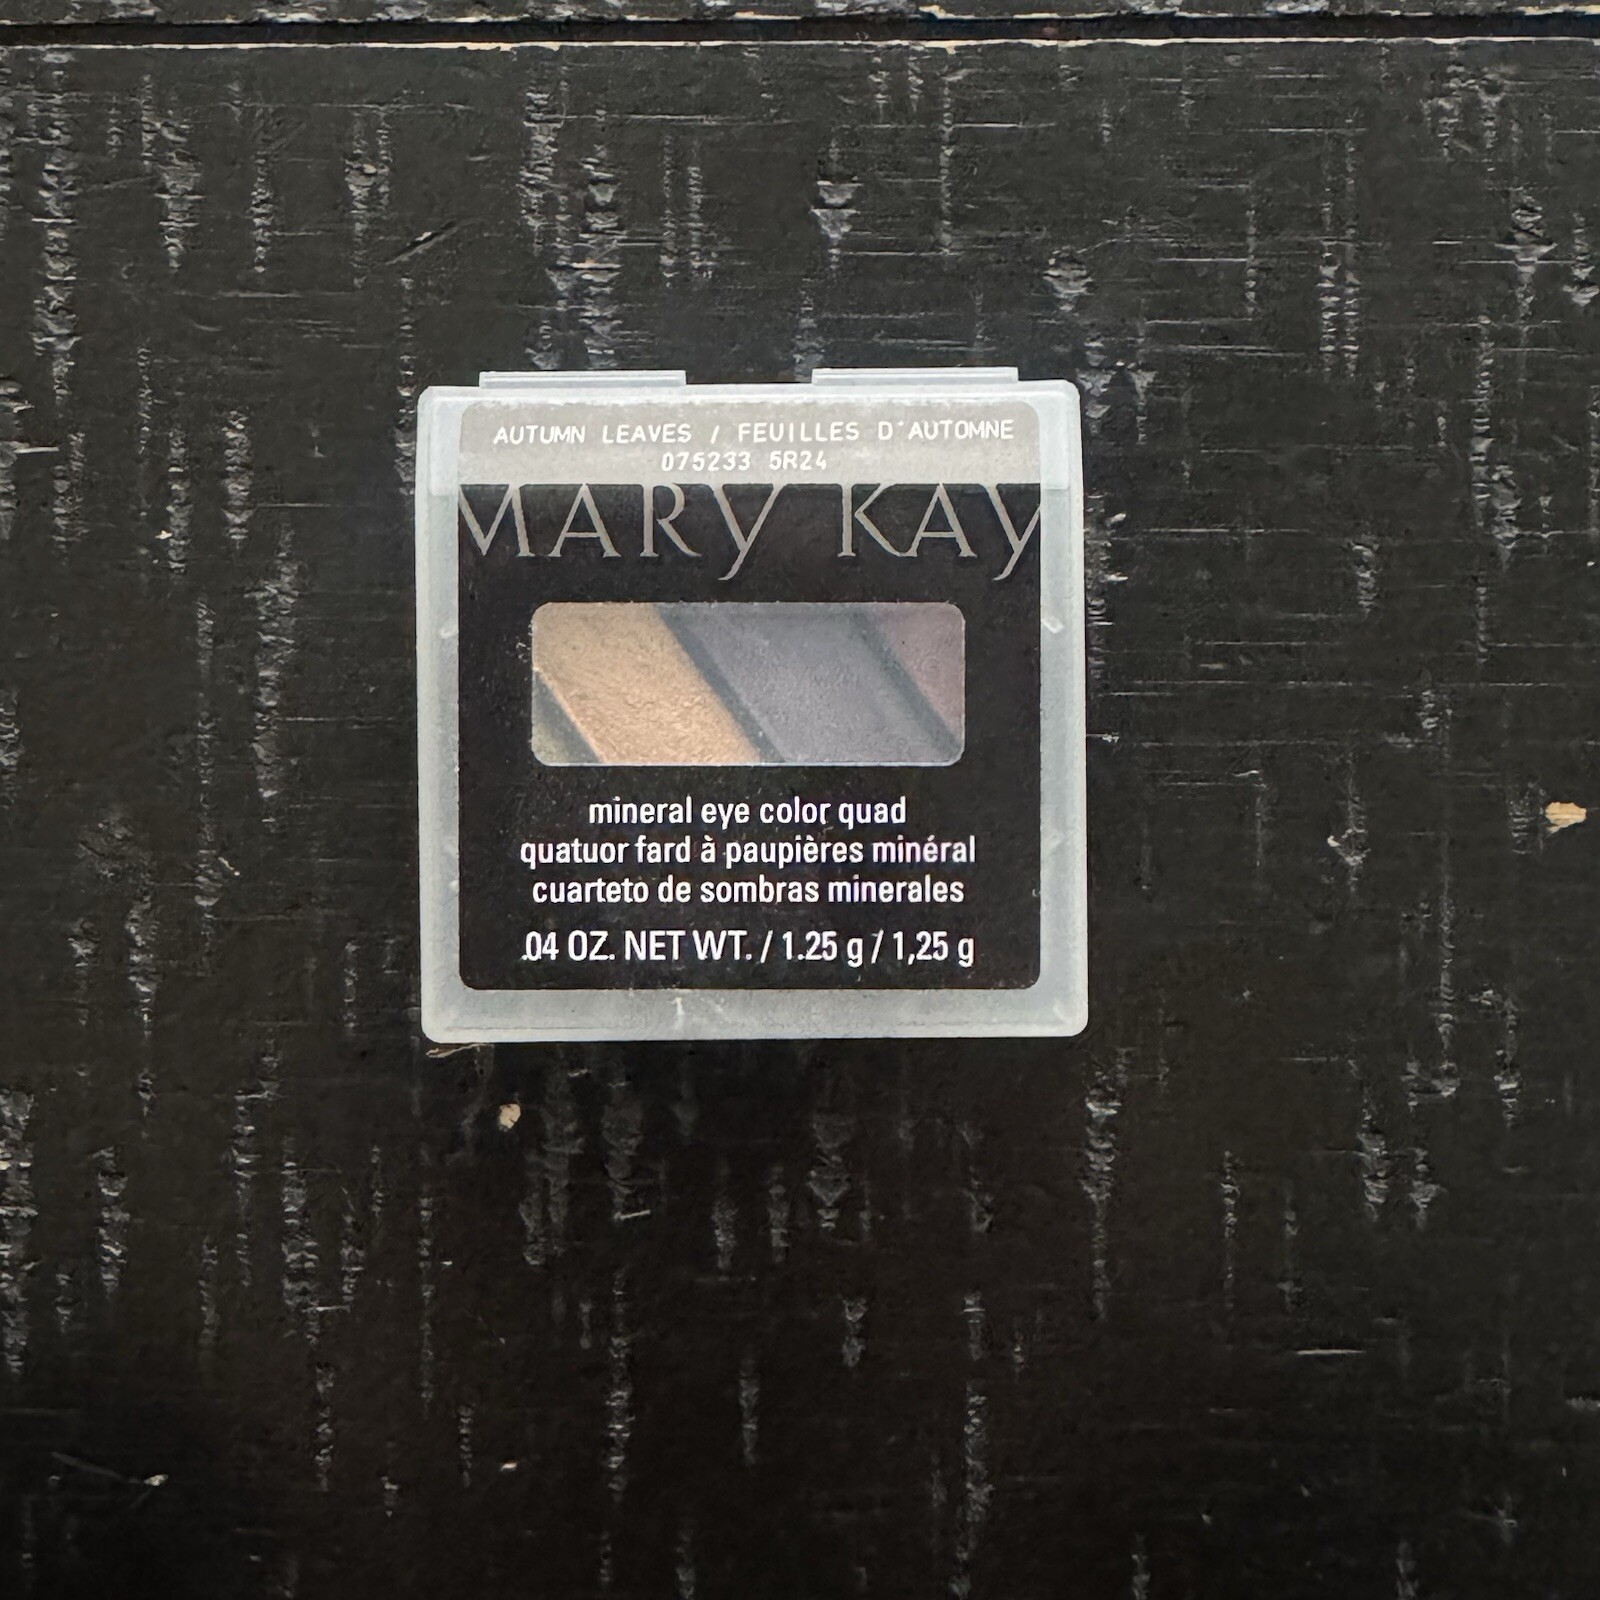 AUTUMN LEAVES / FEUILLES D'AUTOMNE
075233 5R24
MARY KAY
mineral eye color quad
quatuor fard à paupières minéral
cuarteto de sombras minerales
.04 OZ. NET WT. / 1.25 g / 1,25 g